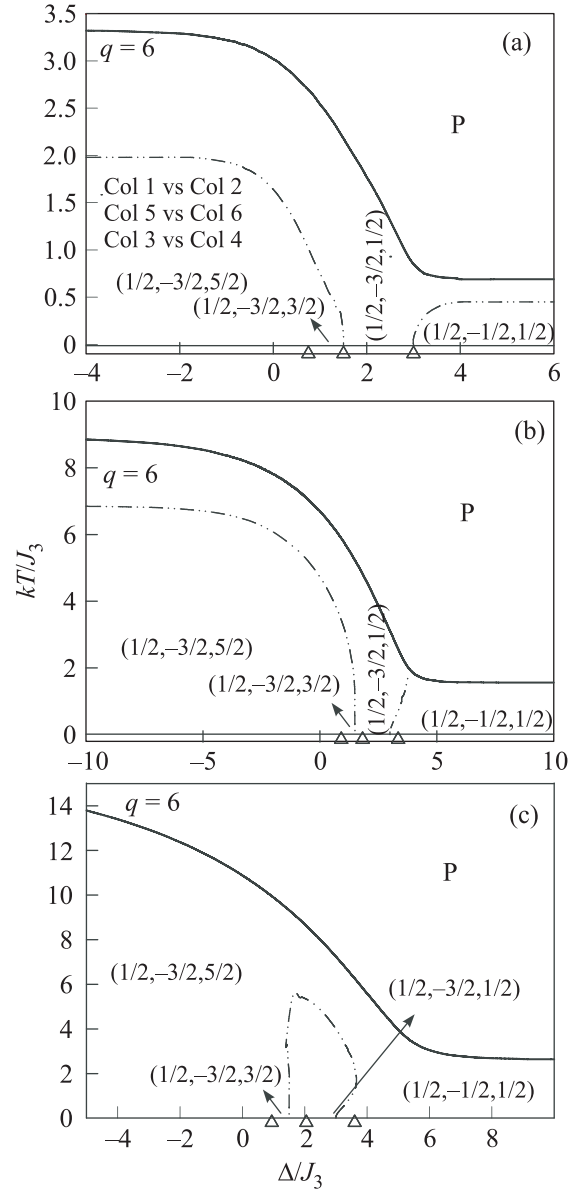 3.5
(a)
q = 6
3.0
2.5
P
2.0
Col 1 vs Col 2
1.5
Col 5 vs Col 6
Col 3 vs Col 4
1.0
(1/2,–3/2,5/2)
(1/2,–3/2,1/2)
0.5
(1/2,–3/2,3/2)
(1/2,–1/2,1/2)
0
–4 –2 0 2 4 6
10
(b)
8
q = 6
P
6
kT/J3
4
(1/2,–3/2,5/2)
(1/2,–3/2,1/2)
2
(1/2,–3/2,3/2)
(1/2,–1/2,1/2)
0
–10 –5 0 5 10
14
q = 6
(c)
12
P
10
8
6
(1/2,–3/2,5/2)
(1/2,–3/2,1/2)
4
2
(1/2,–3/2,3/2)
(1/2,–1/2,1/2)
0
–4 –2 0 2 4 6 8
Δ/J3